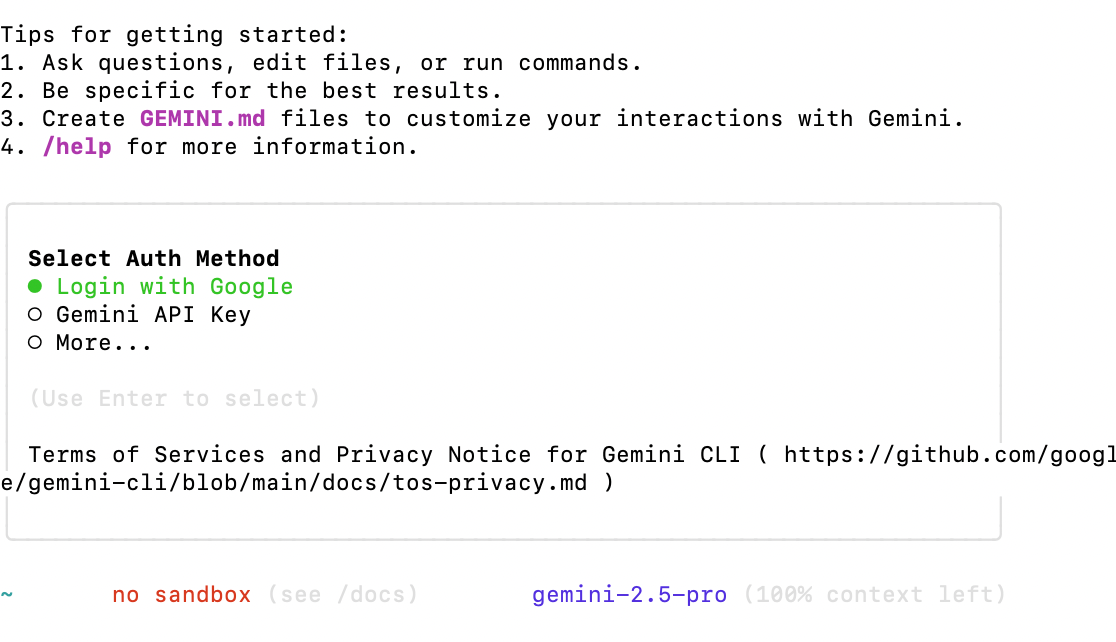 Tips for getting started:
1. Ask questions, edit files, or run commands.
2. Be specific for the best results.
3. Create GEMINI.md files to customize your interactions with Gemini.
4. /help for more information.
Select Auth Method
● Login with Google
○ Gemini API Key
○ More...
(Use Enter to select)
Terms of Services and Privacy Notice for Gemini CLI ( https://github.com/googl
e/gemini-cli/blob/main/docs/tos-privacy.md )
~ no sandbox (see /docs) gemini-2.5-pro (100% context left)